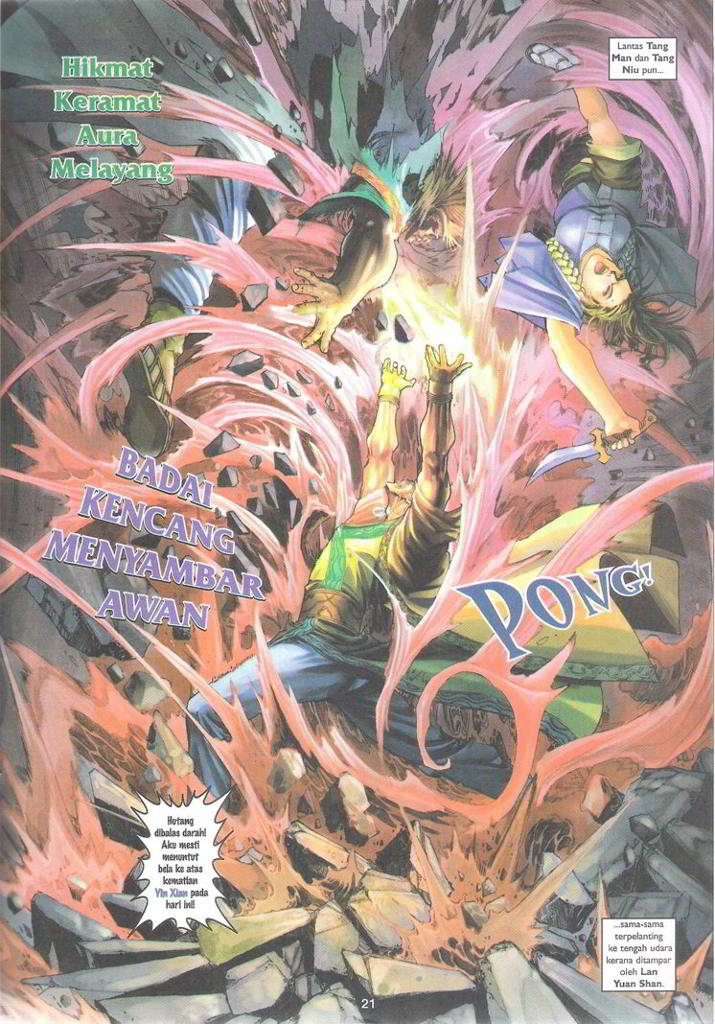 Lantas Tang
Man dan Tang
Niu pun...
Hikmat
Keramat
Aura
Melayang
BADAI
KENCANG
MENYAMBAR
AWAN
PONG!
Hutang
dibalas darah!
Aku mesti
menuntut
bela ke atas
kematian
Yin Xian pada
hari ini!
...sama-sama
terpelanting
ke tengah udara
kerana ditampar
oleh Lan
Yuan Shan.
21